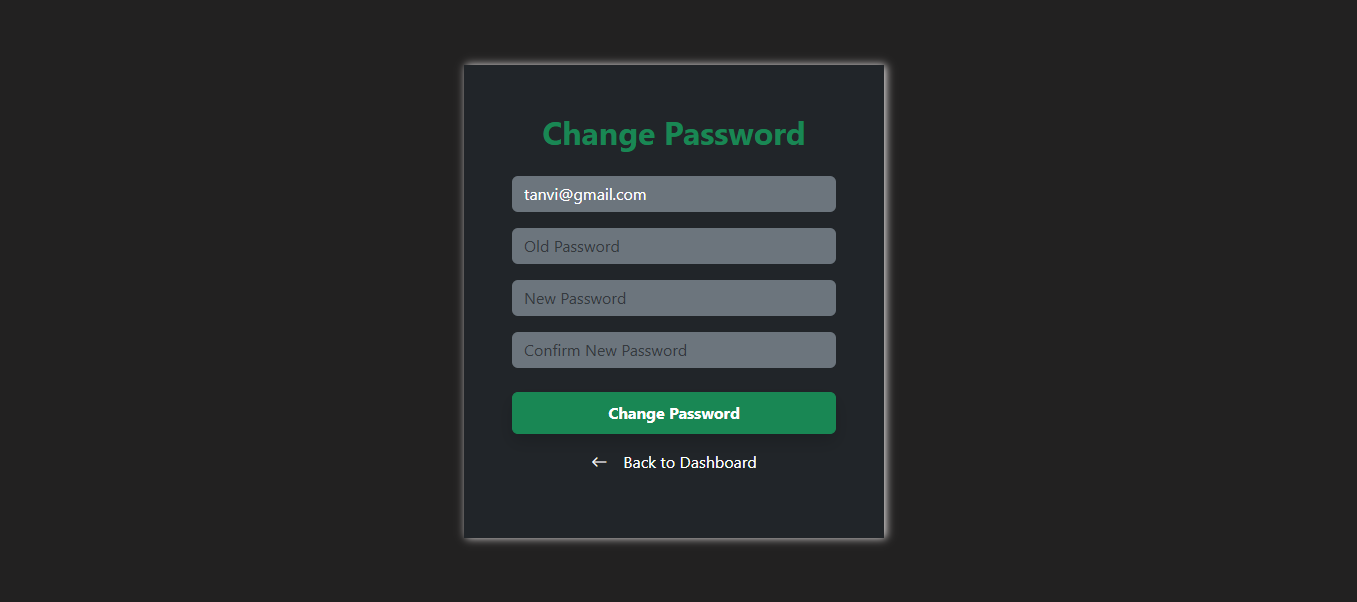 Change Password
tanvi@gmail.com
Old Password
New Password
Confirm New Password
Change Password
← Back to Dashboard